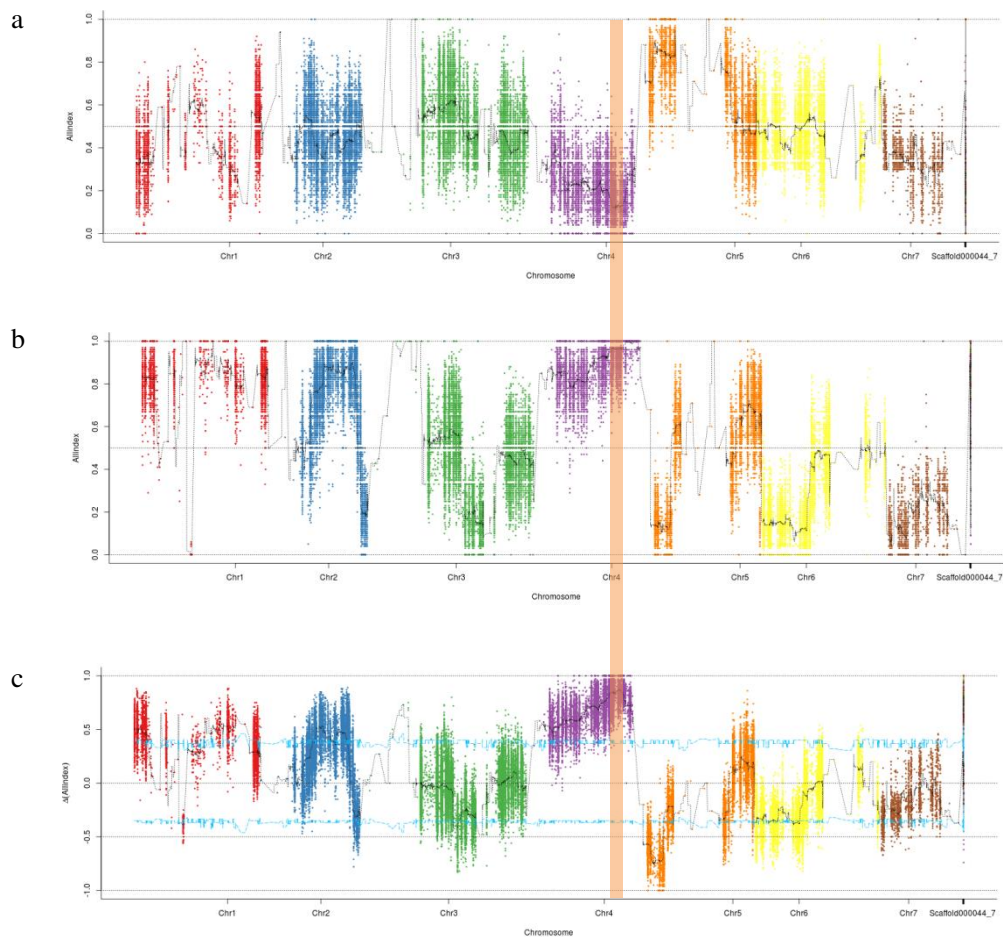 a
AllIndex
1.0
0.8
0.6
0.4
0.2
0.0
Chr1 Chr2 Chr3 Chr4 Chr5 Chr6 Chr7 Scaffold000044_7
Chromosome
b
AllIndex
1.0
0.8
0.6
0.4
0.2
0.0
Chr1 Chr2 Chr3 Chr4 Chr5 Chr6 Chr7 Scaffold000044_7
Chromosome
c
Δ(AllIndex)
1.0
0.5
0.0
-0.5
-1.0
Chr1 Chr2 Chr3 Chr4 Chr5 Chr6 Chr7 Scaffold000044_7
Chromosome